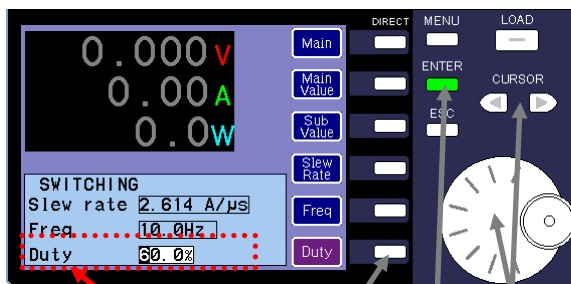 DIRECT MENU LOAD
0.000V
Main
0.00A
Main
Value
ENTER
CURSOR
0.0W
Sub
Value
ESC
Slew
Rate
SWITCHING
Slew rate 2.614 A/μs
Freq
Freq 10.0Hz
Duty 60.0%
Duty